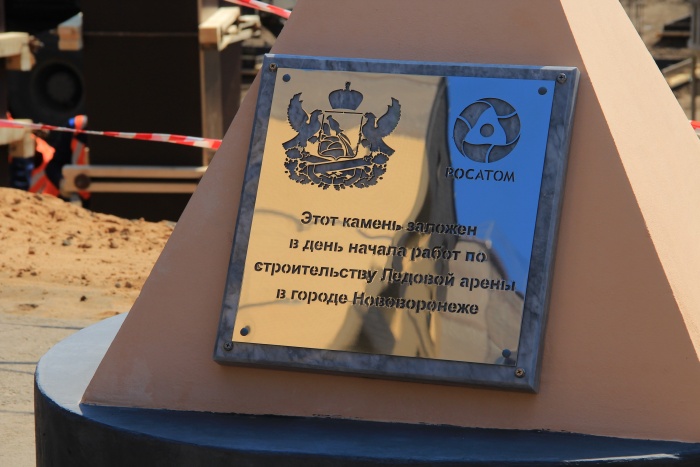 РОСАТОМ
Этот камень заложен
в день начала работ по
строительству Ледовой арены
в городе Нововоронеже